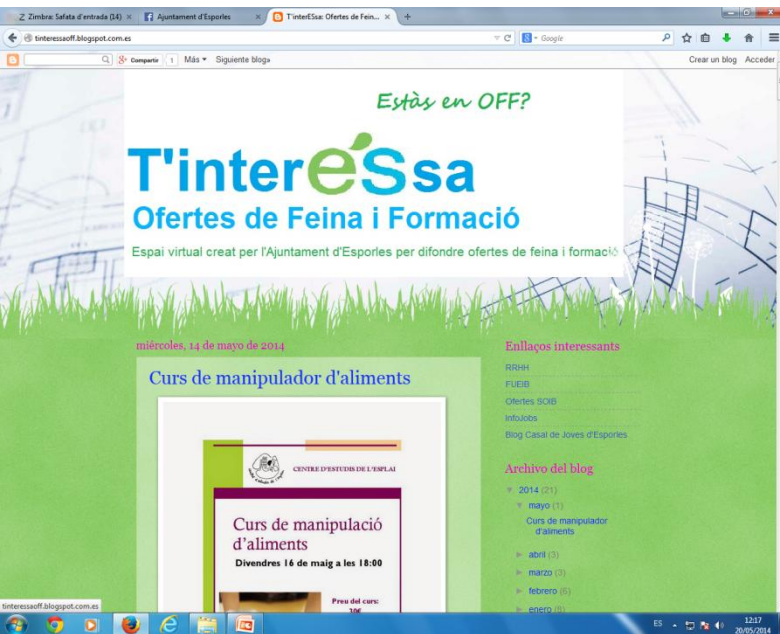 Zimbra: Safata d'entrada (14)
Ajuntament d'Esporles
T'interESsa: Ofertes de Fein...
tinteressaoff.blogspot.com.es
Google
Compartir 1 Más Siguiente blog»
Crear un blog Acceder
Estàs en OFF?
T'intereSsa
Ofertes de Feina i Formació
Espai virtual creat per l'Ajuntament d'Esporles per difondre ofertes de feina i formació
miércoles, 14 de mayo de 2014
Curs de manipulador d'aliments
CENTRE D'ESTUDIS DE L'ESPLAI
Curs de manipulació
d'aliments
Divendres 16 de maig a les 18:00
Preu del curs:
30€
Enllaços interessants
RRHH
FUEIB
Ofertes SOIB
InfoJobs
Blog Casal de Joves d'Esporles
Archivo del blog
▼ 2014 (21)
▼ mayo (1)
Curs de manipulador
d'aliments
► abril (3)
► marzo (3)
► febrero (6)
► enero (8)
tinteressaoff.blogspot.com.es
ES
12:17
20/05/2014